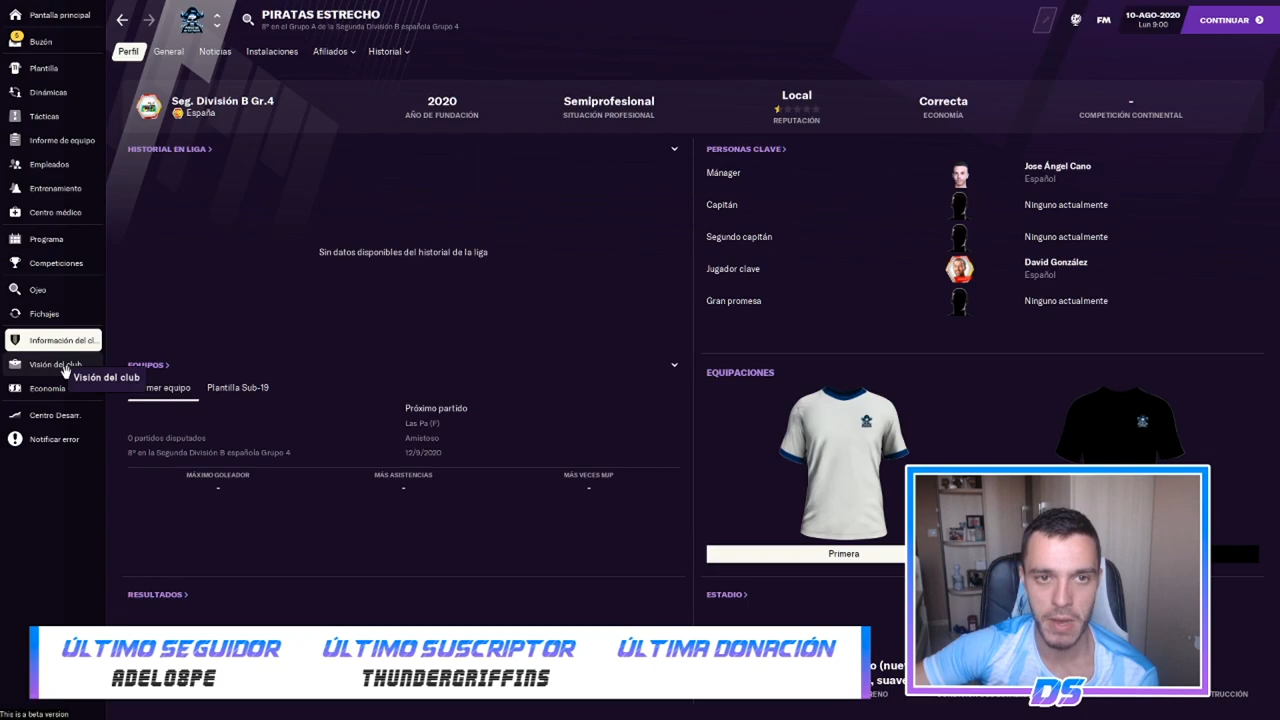 Pantalla principal
5
Buzón
Plantilla
Dinámicas
Tácticas
Informe de equipo
Empleados
Entrenamiento
Centro médico
Programa
Competiciones
Ojeo
Fichajes
Información del cl...
Visión del club
Visión del club
Economía
Centro Desarr.
Notificar error
This is a beta version
PIRATAS ESTRECHO
8º en el Grupo A de la Segunda División B española Grupo 4
FM
10-AGO-2020
Lun 9:00
CONTINUAR
Perfil
General
Noticias
Instalaciones
Afiliados
Historial
Seg. División B Gr.4
España
2020
AÑO DE FUNDACIÓN
Semiprofesional
SITUACIÓN PROFESIONAL
Local
REPUTACIÓN
Correcta
ECONOMÍA
-
COMPETICIÓN CONTINENTAL
HISTORIAL EN LIGA >
Sin datos disponibles del historial de la liga
EQUIPOS >
mer equipo
Plantilla Sub-19
Próximo partido
Las Pa (F)
0 partidos disputados
Amistoso
8º en la Segunda División B española Grupo 4
12/9/2020
MÁXIMO GOLEADOR
-
MÁS ASISTENCIAS
-
MÁS VECES MJP
-
RESULTADOS >
PERSONAS CLAVE >
Mánager
Jose Ángel Cano
Español
Capitán
Ninguno actualmente
Segundo capitán
Ninguno actualmente
Jugador clave
David González
Español
Gran promesa
Ninguno actualmente
EQUIPACIONES
Primera
ESTADIO >
ÚLTIMO SEGUIDOR
ADELO8PE
ÚLTIMO SUSCRIPTOR
THUNDERGRIFFINS
ÚLTIMA DONACIÓN
DS